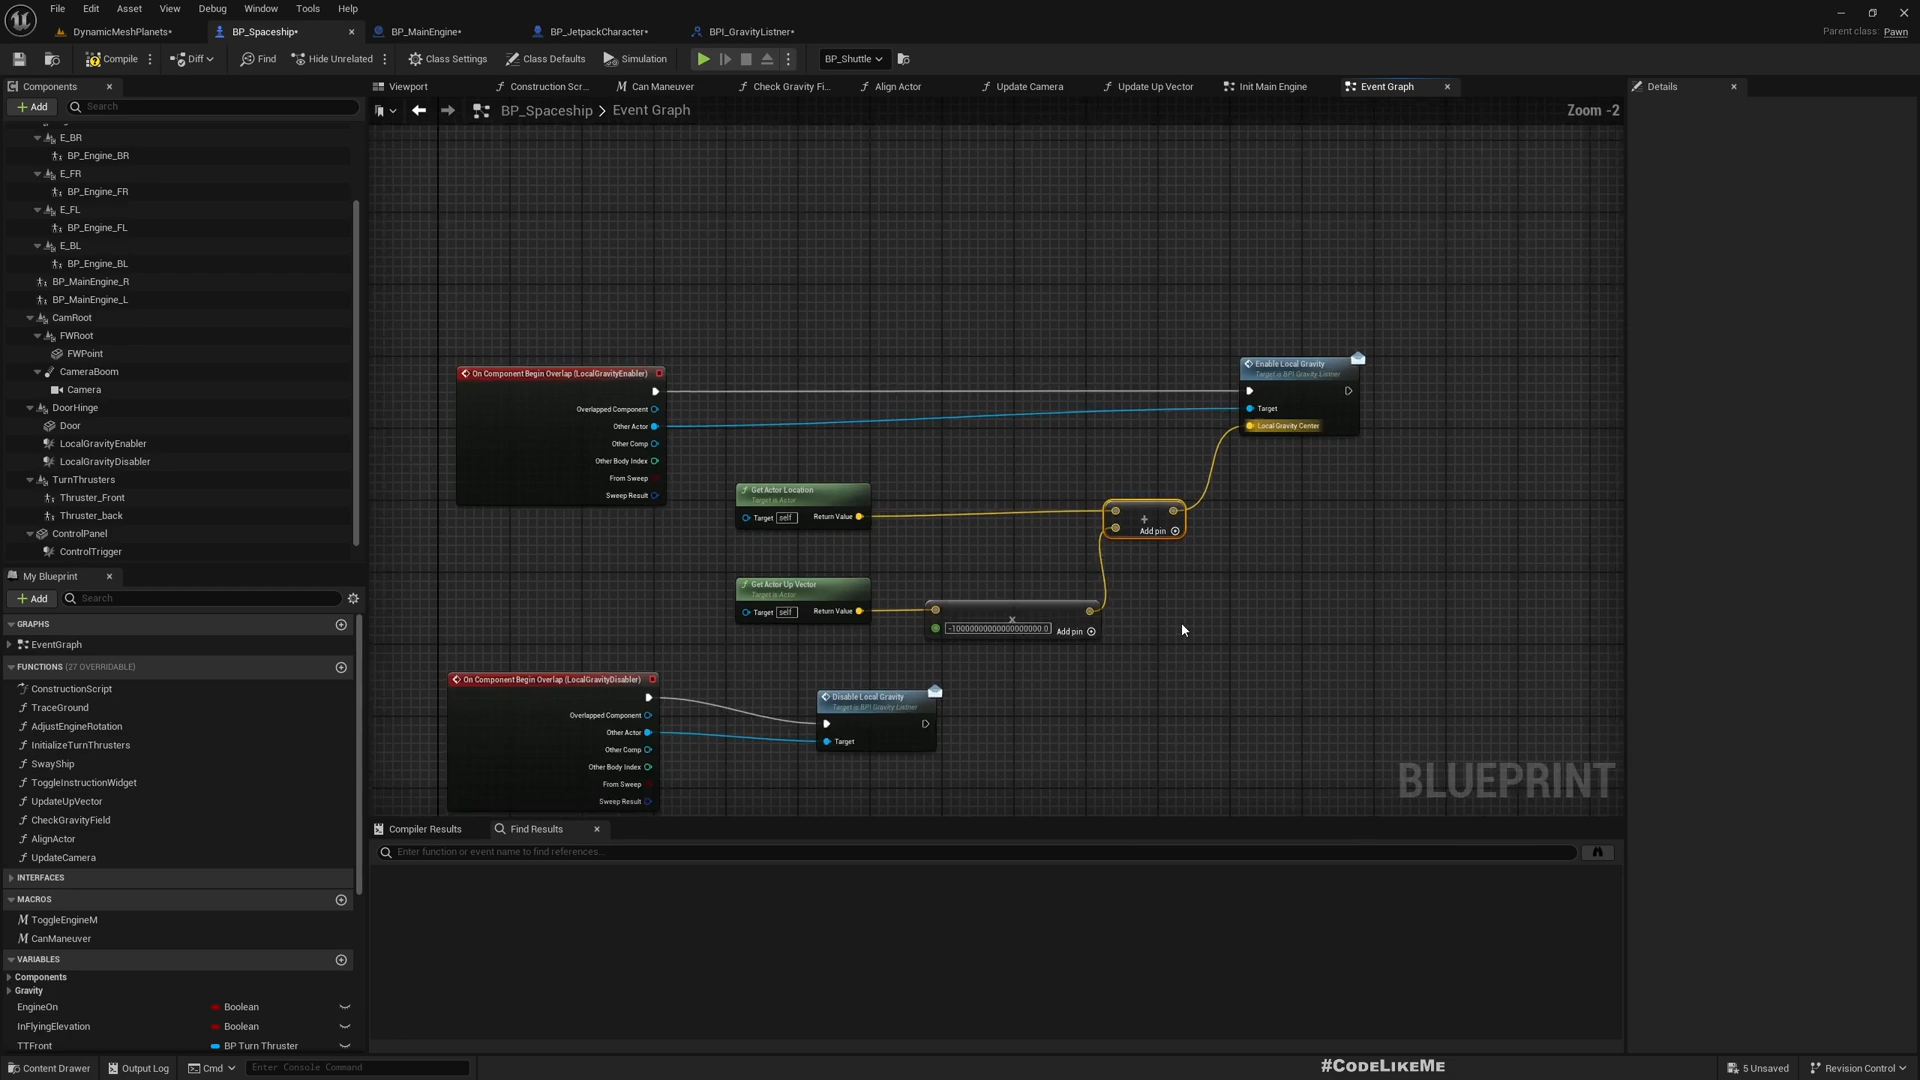 File Edit Asset View Debug Window Tools Help
DynamicMeshPlanets* BP_Spaceship* BP_MainEngine* BP_JetpackCharacter* BPI_GravityListner*
Parent class: Pawn
Compile Diff Find Hide Unrelated Class Settings Class Defaults Simulation BP_Shuttle
Components
Add Search
E_BR
BP_Engine_BR
E_FR
BP_Engine_FR
E_FL
BP_Engine_FL
E_BL
BP_Engine_BL
BP_MainEngine_R
BP_MainEngine_L
CamRoot
FWRoot
FWPoint
CameraBoom
Camera
DoorHinge
Door
LocalGravityEnabler
LocalGravityDisabler
TurnThrusters
Thruster_Front
Thruster_back
ControlPanel
ControlTrigger
My Blueprint
Add Search
GRAPHS
EventGraph
FUNCTIONS (27 OVERRIDABLE)
ConstructionScript
TraceGround
AdjustEngineRotation
InitializeTurnThrusters
SwayShip
ToggleInstructionWidget
UpdateUpVector
CheckGravityField
AlignActor
UpdateCamera
INTERFACES
MACROS
ToggleEngineM
CanManeuver
VARIABLES
Components
Gravity
EngineOn Boolean
InFlyingElevation Boolean
TTFront BP Turn Thruster
Viewport Construction Scr... Can Maneuver Check Gravity Fi... Align Actor Update Camera Update Up Vector Init Main Engine Event Graph
BP_Spaceship > Event Graph
Zoom -2
On Component Begin Overlap (LocalGravityEnabler)
Overlapped Component
Other Actor
Other Comp
Other Body Index
From Sweep
Sweep Result
Enable Local Gravity
Target is BPI Gravity Listner
Target
Local Gravity Center
Get Actor Location
Target is Actor
Target self Return Value
+
Add pin
Get Actor Up Vector
Target is Actor
Target self Return Value
x
Add pin
On Component Begin Overlap (LocalGravityDisabler)
Overlapped Component
Other Actor
Other Comp
Other Body Index
From Sweep
Sweep Result
Disable Local Gravity
Target is BPI Gravity Listner
Target
BLUEPRINT
Compiler Results Find Results
Enter function or event name to find references...
Details
Content Drawer Output Log Cmd Enter Console Command
#CodeLikeMe
5 Unsaved Revision Control